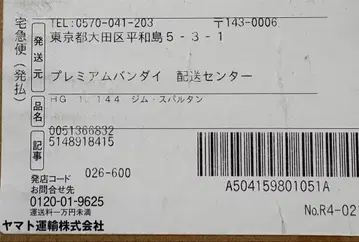 宅急便(発払)
TEL:0570-041-203 〒143-0006
発送元
東京都大田区平和島5-3-1
プレミアムバンダイ 配送センター
品名
HG 1/144 ジム・スパルタン
記事
0051366832
5148918415
発店コード 026-600
お問合せ先
0120-01-9625
運送料一万円未満
ヤマト運輸株式会社
A504159801051A
No.R4-02